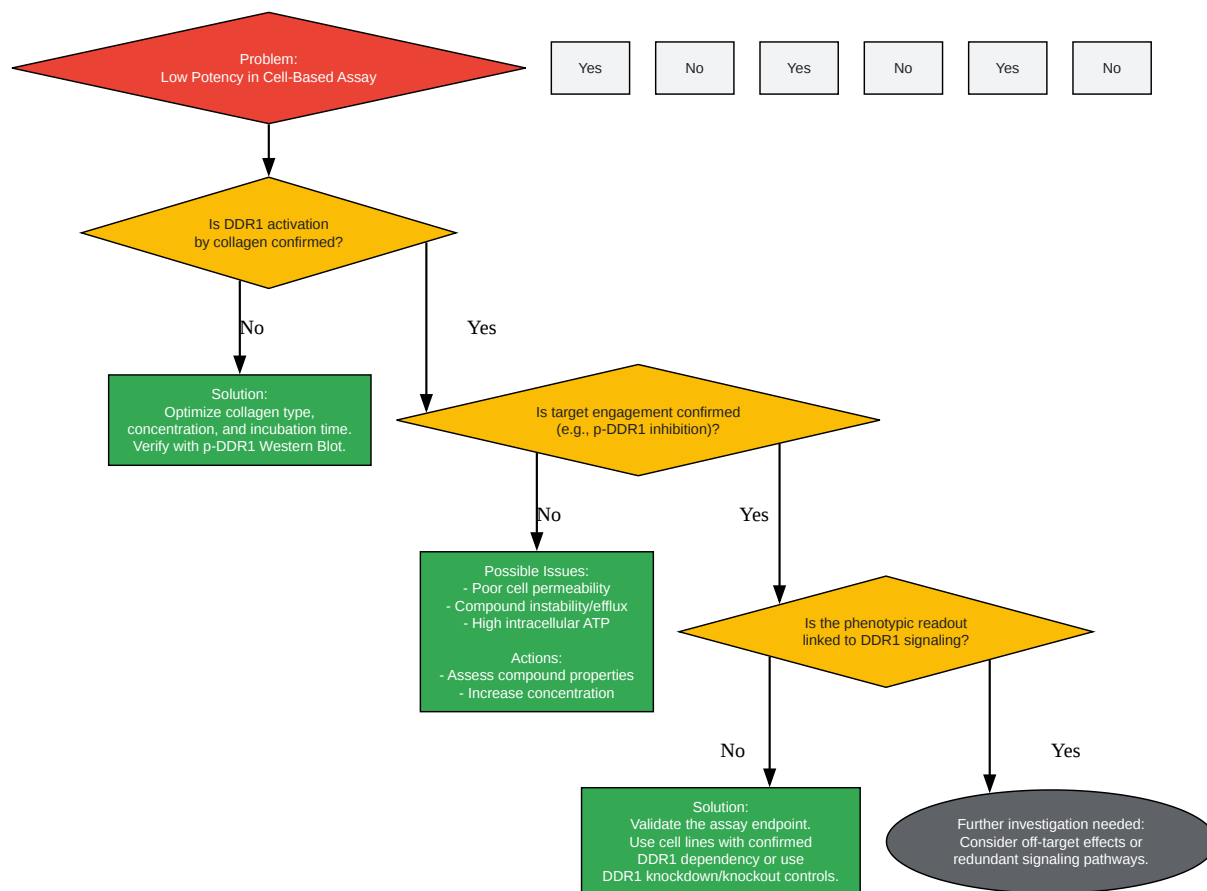 Problem:
Low Potency in Cell-Based Assay
Yes
No
Yes
No
Yes
No
Is DDR1 activation
by collagen confirmed?
No
Yes
Solution:
Optimize collagen type,
concentration, and incubation time.
Verify with p-DDR1 Western Blot.
Is target engagement confirmed
(e.g., p-DDR1 inhibition)?
No
Yes
Possible Issues:
- Poor cell permeability
- Compound instability/efflux
- High intracellular ATP
Actions:
- Assess compound properties
- Increase concentration
Is the phenotypic readout
linked to DDR1 signaling?
No
Yes
Solution:
Validate the assay endpoint.
Use cell lines with confirmed
DDR1 dependency or use
DDR1 knockdown/knockout controls.
Further investigation needed:
Consider off-target effects or
redundant signaling pathways.